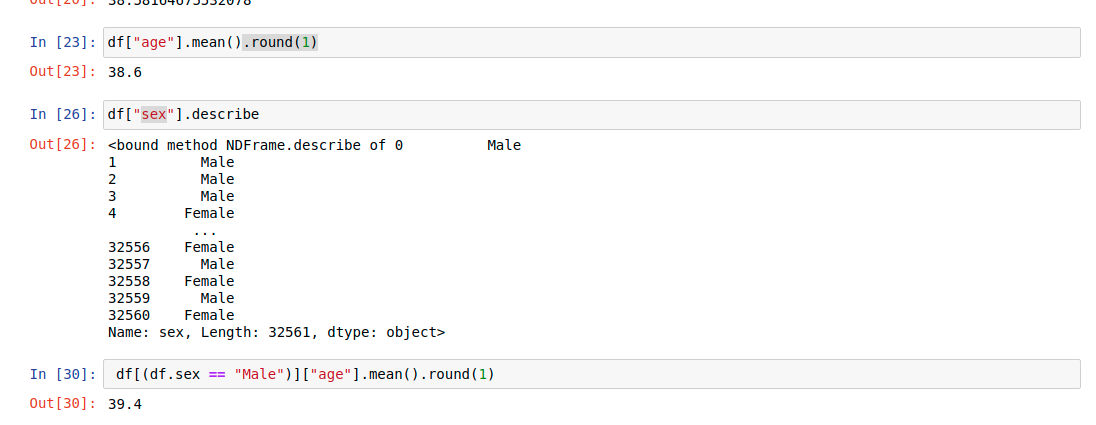 Out[20]: 38.58164675532078
In [23]: df["age"].mean().round(1)
Out[23]: 38.6
In [26]: df["sex"].describe
Out[26]: <bound method NDFrame.describe of 0          Male
1          Male
2          Male
3          Male
4        Female
...
32556    Female
32557      Male
32558    Female
32559      Male
32560    Female
Name: sex, Length: 32561, dtype: object>
In [30]: df[(df.sex == "Male")]["age"].mean().round(1)
Out[30]: 39.4